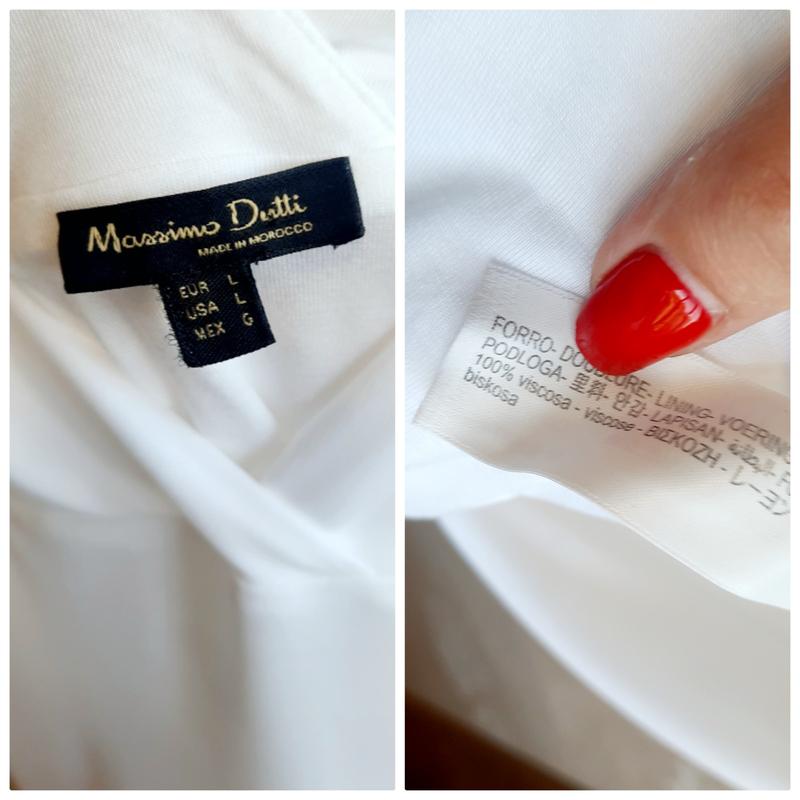 Massimo Dutti
MADE IN MOROCCO
EUR L
USA L
MEX G
FORRO- DOUBLURE- LINING- VOERING
PODLOGA- 里料- 안감- LAPISAN-
100% viscosa - viscose - ΒΙΣΚΟΖΗ - レーヨン
biskosa